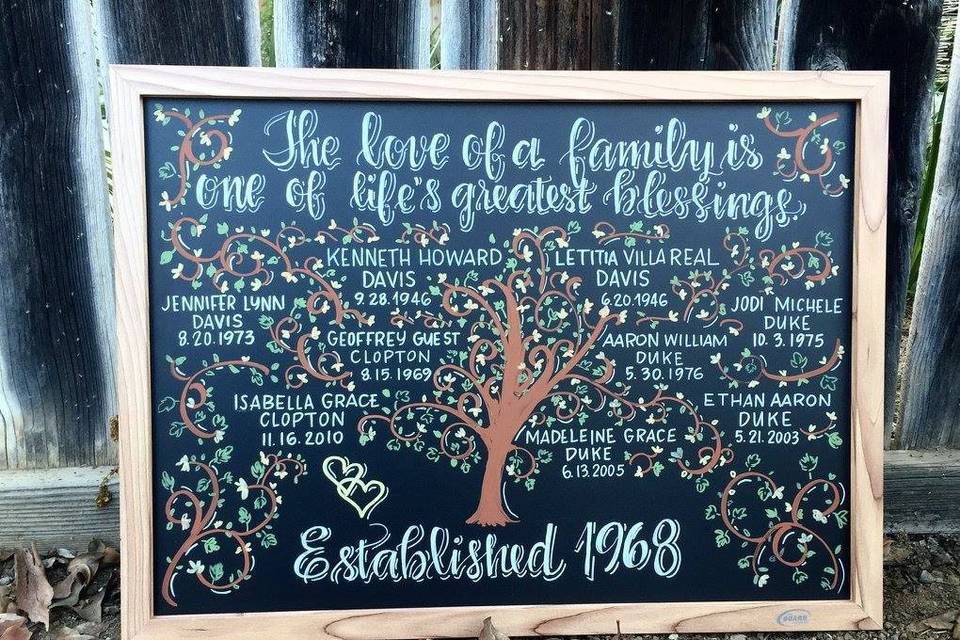 The love of a family is
one of life's greatest blessings.
KENNETH HOWARD
DAVIS
9.28.1946
LETITIA VILLA REAL
DAVIS
6.20.1946
JENNIFER LYNN
DAVIS
8.20.1973
GEOFFREY GUEST
CLOPTON
8.15.1969
AARON WILLIAM
DUKE
5.30.1976
JODI MICHELE
DUKE
10.3.1975
ISABELLA GRACE
CLOPTON
11.16.2010
MADELEINE GRACE
DUKE
6.13.2005
ETHAN AARON
DUKE
5.21.2003
Established 1968
BOARD